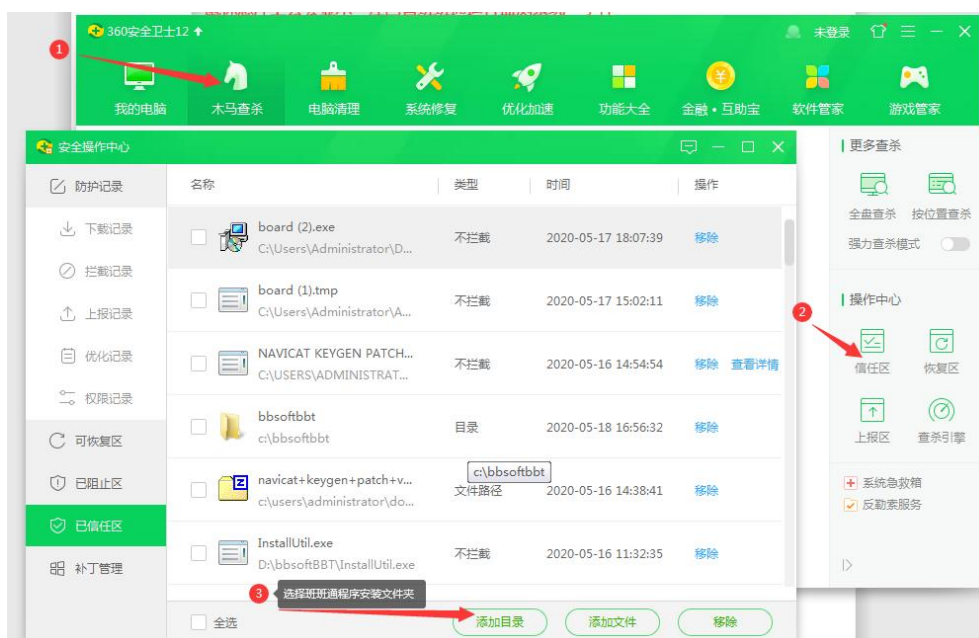 360安全卫士12
未登录
1
我的电脑
木马查杀
电脑清理
系统修复
优化加速
功能大全
金融·互助宝
软件管家
游戏管家
安全操作中心
防护记录
下载记录
拦截记录
上报记录
优化记录
权限记录
可恢复区
已阻止区
已信任区
补丁管理
名称 类型 时间 操作
board (2).exe
C:\Users\Administrator\D...
不拦截 2020-05-17 18:07:39 移除
board (1).tmp
C:\Users\Administrator\A...
不拦截 2020-05-17 15:02:11 移除
NAVICAT KEYGEN PATCH...
C:\USERS\ADMINISTRAT...
不拦截 2020-05-16 14:54:54 移除 查看详情
bbsoftbbt
c:\bbsoftbbt
目录 2020-05-18 16:56:32 移除
c:\bbsoftbbt
navicat+keygen+patch+v...
c:\users\administrator\do...
文件路径 2020-05-16 14:38:41 移除
InstallUtil.exe
D:\bbsoftBBT\InstallUtil.exe
不拦截 2020-05-16 11:32:35 移除
3 选择班班通程序安装文件夹
全选 添加目录 添加文件 移除
更多查杀
全盘查杀 按位置查杀
强力查杀模式
操作中心
2
信任区 恢复区
上报区 查杀引擎
系统急救箱
反勒索服务